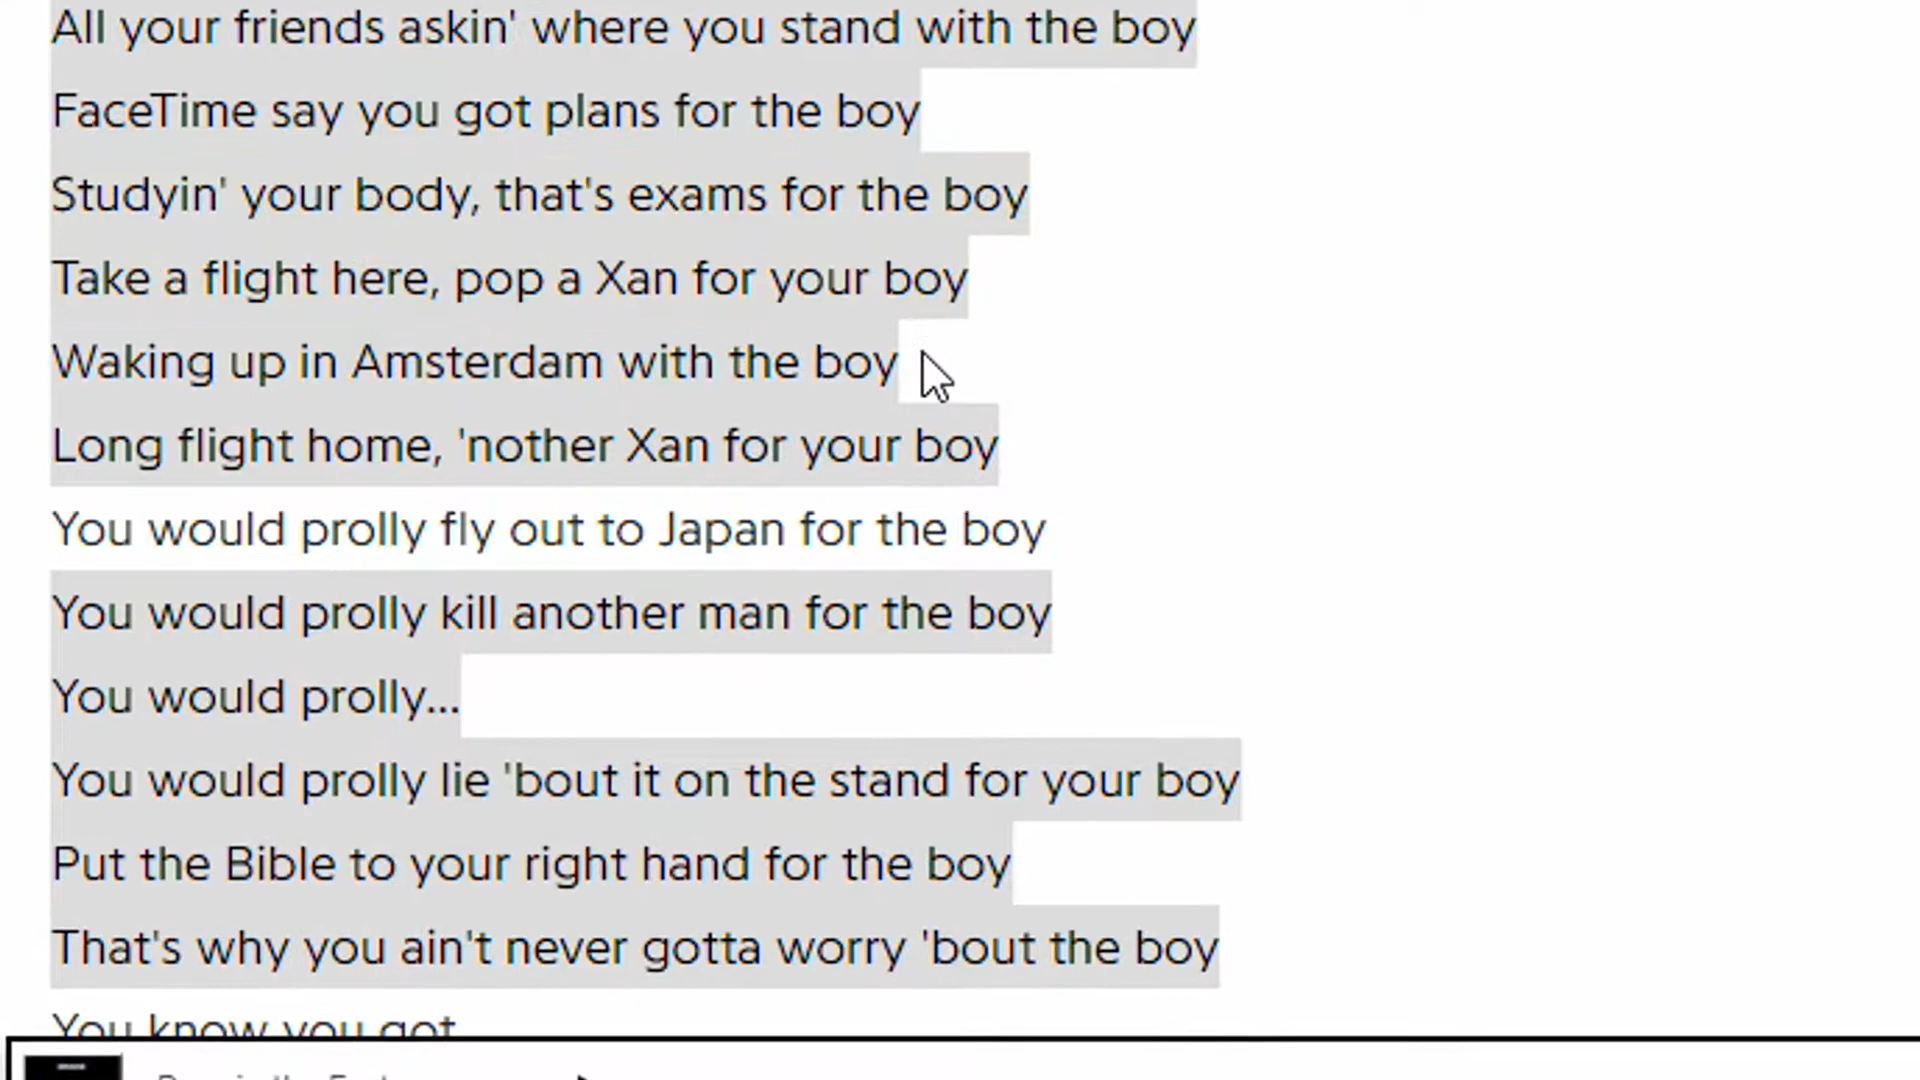 All your friends askin' where you stand with the boy
FaceTime say you got plans for the boy
Studyin' your body, that's exams for the boy
Take a flight here, pop a Xan for your boy
Waking up in Amsterdam with the boy
Long flight home, 'nother Xan for your boy
You would prolly fly out to Japan for the boy
You would prolly kill another man for the boy
You would prolly...
You would prolly lie 'bout it on the stand for your boy
Put the Bible to your right hand for the boy
That's why you ain't never gotta worry 'bout the boy
You know you got